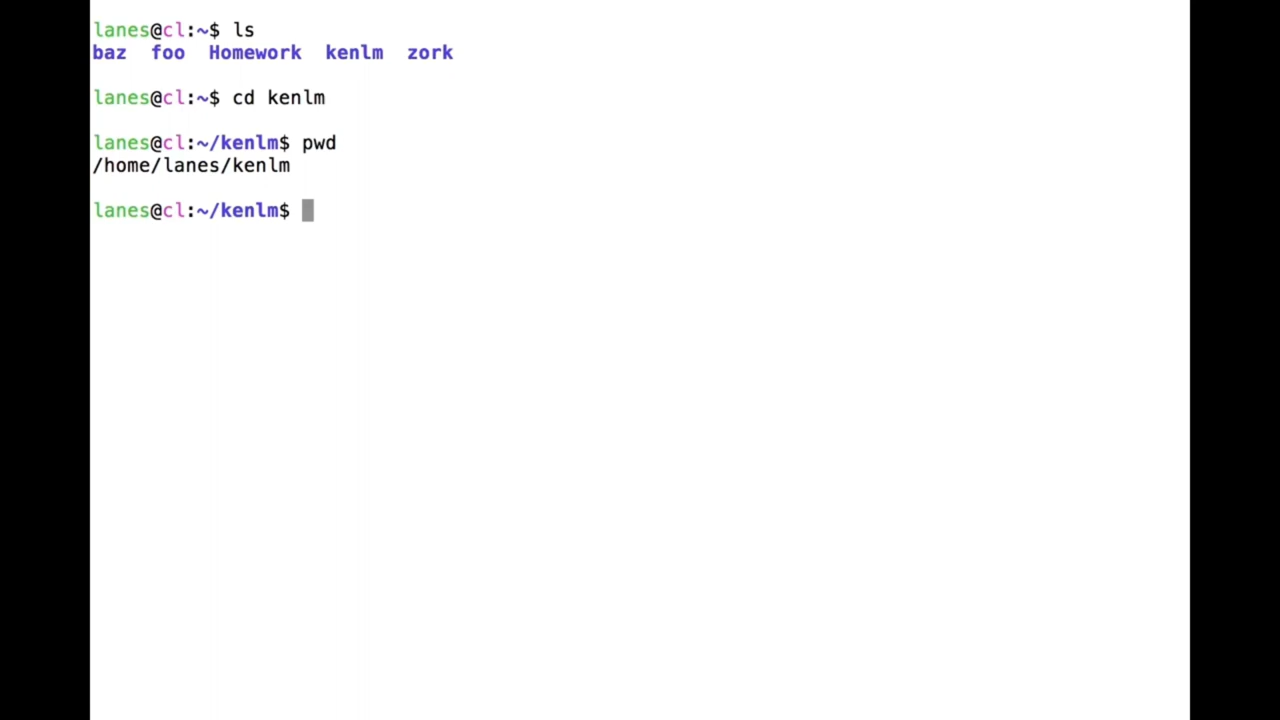 lanes@cl:~$ ls
baz  foo  Homework  kenlm  zork
lanes@cl:~$ cd kenlm
lanes@cl:~/kenlm$ pwd
/home/lanes/kenlm
lanes@cl:~/kenlm$